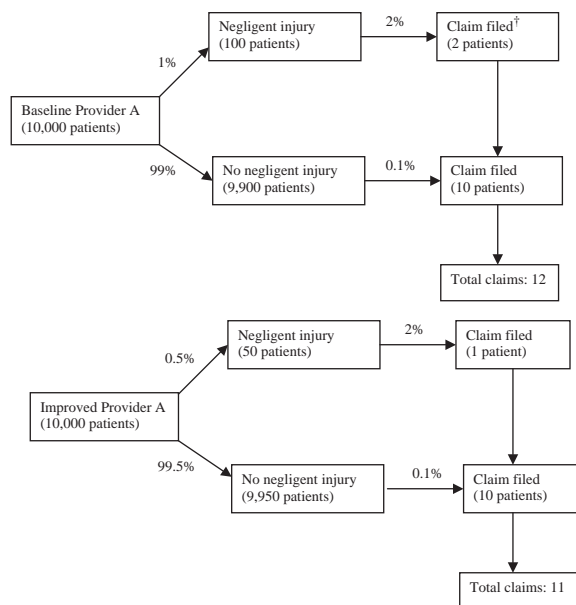 Negligent injury
(100 patients)
2%
Claim filed†
(2 patients)
1%
Baseline Provider A
(10,000 patients)
99%
No negligent injury
(9,900 patients)
0.1%
Claim filed
(10 patients)
Total claims: 12
Negligent injury
(50 patients)
2%
Claim filed
(1 patient)
0.5%
Improved Provider A
(10,000 patients)
99.5%
No negligent injury
(9,950 patients)
0.1%
Claim filed
(10 patients)
Total claims: 11